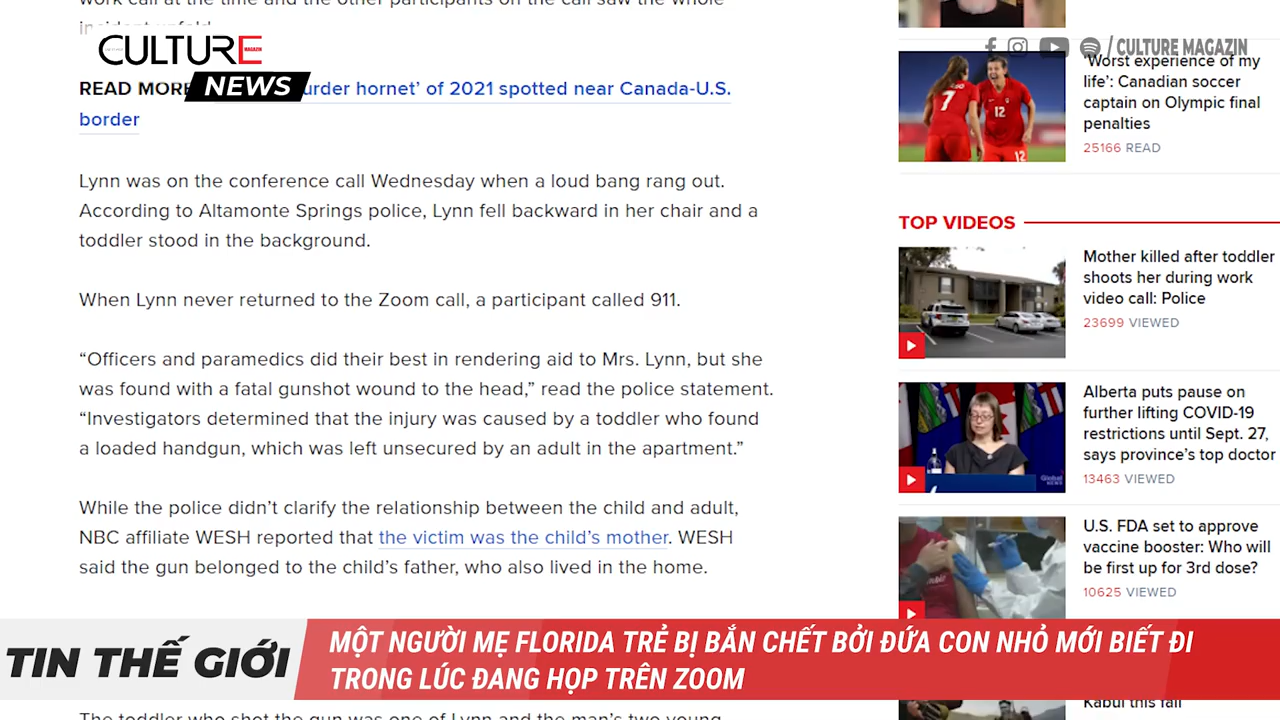 work call at the time and the other participants on the call saw the whole
incident unfold.
CULTURE
MAGAZIN
NEWS
/ CULTURE MAGAZIN
READ MORE
urder hornet’ of 2021 spotted near Canada-U.S.
border
Lynn was on the conference call Wednesday when a loud bang rang out.
According to Altamonte Springs police, Lynn fell backward in her chair and a
toddler stood in the background.
When Lynn never returned to the Zoom call, a participant called 911.
“Officers and paramedics did their best in rendering aid to Mrs. Lynn, but she
was found with a fatal gunshot wound to the head,” read the police statement.
“Investigators determined that the injury was caused by a toddler who found
a loaded handgun, which was left unsecured by an adult in the apartment.”
While the police didn’t clarify the relationship between the child and adult,
NBC affiliate WESH reported that the victim was the child’s mother. WESH
said the gun belonged to the child’s father, who also lived in the home.
The toddler who shot the gun was one of Lynn and the man’s two young
‘Worst experience of my
life’: Canadian soccer
captain on Olympic final
penalties
25166 READ
7
12
12
TOP VIDEOS
Mother killed after toddler
shoots her during work
video call: Police
23699 VIEWED
Alberta puts pause on
further lifting COVID-19
restrictions until Sept. 27,
says province’s top doctor
13463 VIEWED
Global
U.S. FDA set to approve
vaccine booster: Who will
be first up for 3rd dose?
10625 VIEWED
Kabul this fall
TIN THẾ GIỚI
MỘT NGƯỜI MẸ FLORIDA TRẺ BỊ BẮN CHẾT BỞI ĐỨA CON NHỎ MỚI BIẾT ĐI
TRONG LÚC ĐANG HỌP TRÊN ZOOM